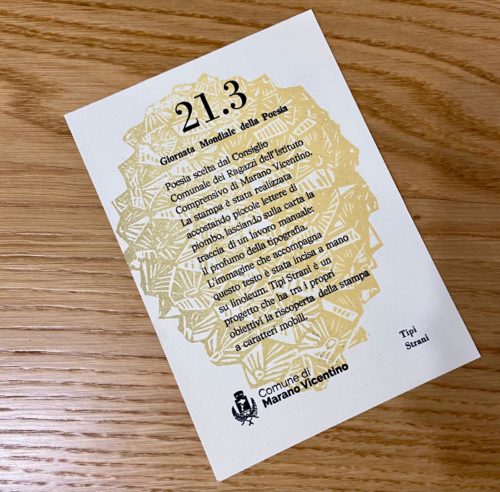 21.3
Giornata Mondiale della Poesia
Poesia scelta dal Consiglio
Comunale dei Ragazzi dell'Istituto
Comprensivo di Marano Vicentino.
La stampa è stata realizzata
accostando piccole lettere di
piombo, lasciando sulla carta la
traccia di un lavoro manuale:
il profumo della tipografia.
L'immagine che accompagna
questo testo è stata incisa a mano
su linoleum. Tipi Strani è un
progetto che ha tra i propri
obiettivi la riscoperta della stampa
a caratteri mobili.
Tipi
Strani
Comune di
Marano Vicentino